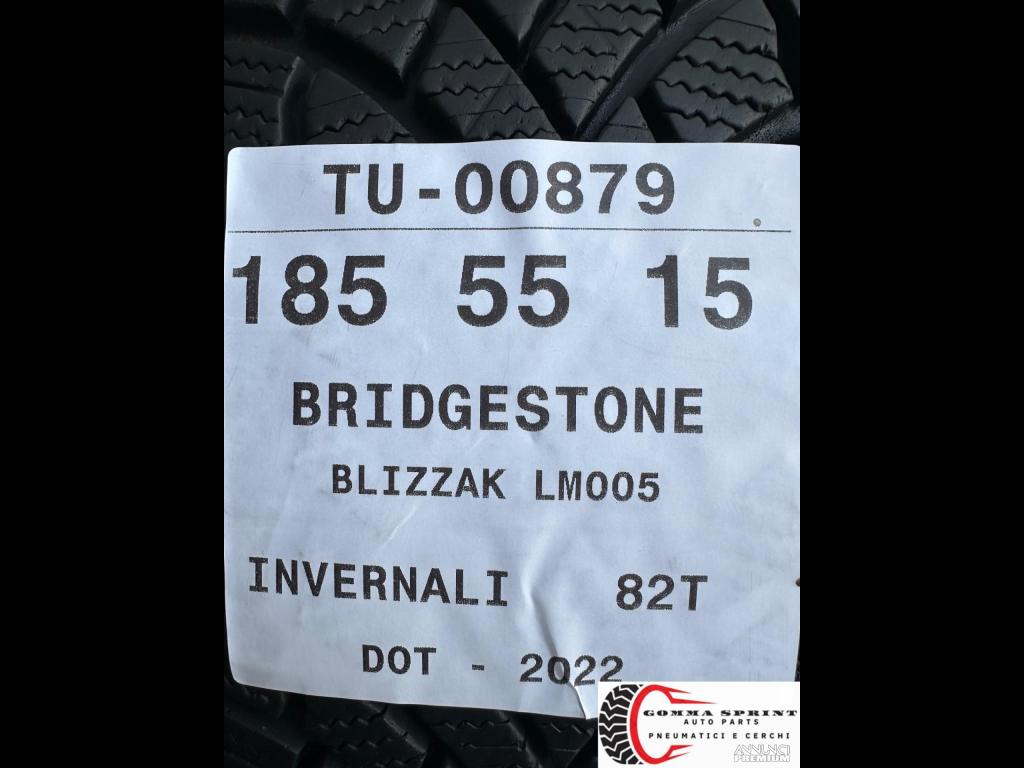 TU-00879
185 55 15
BRIDGESTONE
BLIZZAK LM005
INVERNALI 82T
DOT - 2022
GOMMA SPRINT
AUTO PARTS
PNEUMATICI E CERCHI
ANNUNCI
PREMIUM